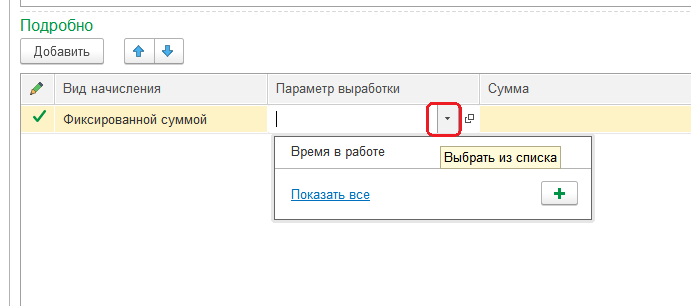 Подробно
Добавить
Вид начисления Параметр выработки Сумма
Фиксированной суммой
Время в работе
Выбрать из списка
Показать все